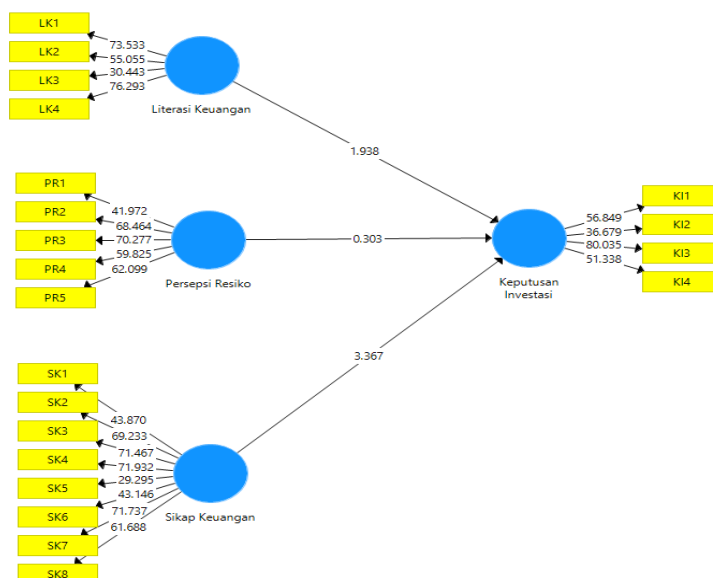 LK1
LK2
LK3
LK4
73.533
55.055
30.443
76.293
Literasi Keuangan
1.938
PR1
PR2
PR3
PR4
PR5
41.972
68.464
70.277
59.825
62.099
Persepsi Resiko
0.303
KI1
KI2
KI3
KI4
56.849
36.679
80.035
51.338
Keputusan
Investasi
3.367
SK1
SK2
SK3
SK4
SK5
SK6
SK7
SK8
43.870
69.233
71.467
71.932
29.295
43.146
71.737
61.688
Sikap Keuangan